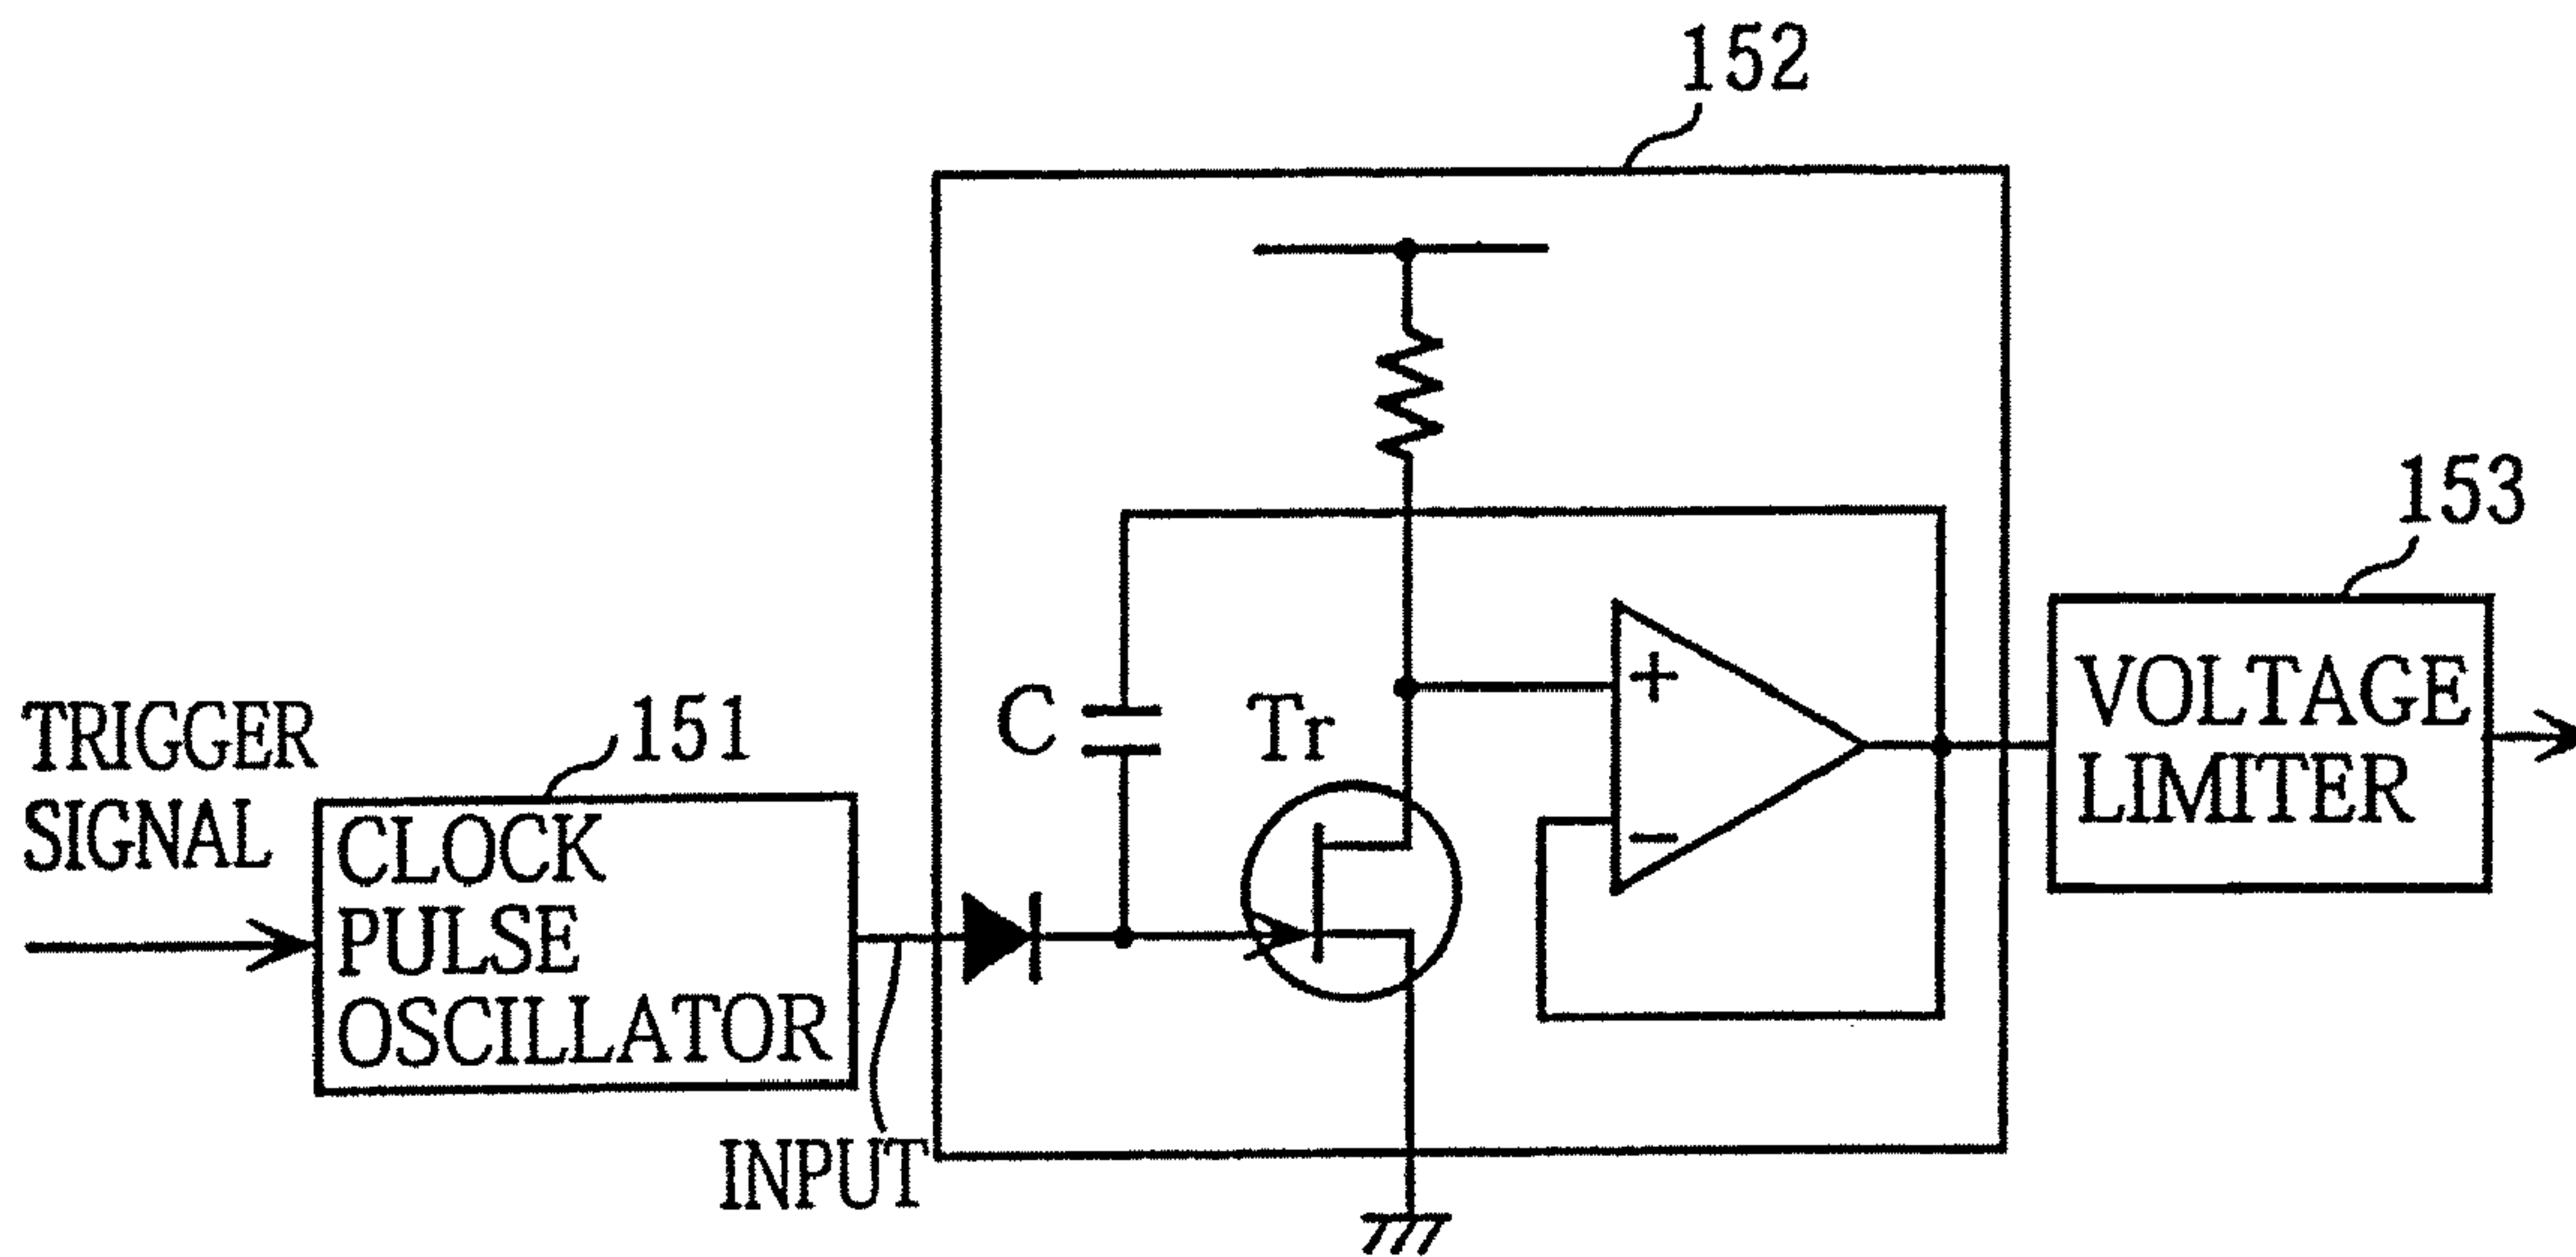 152
153
TRIGGER
SIGNAL
151
CLOCK
PULSE
OSCILLATOR
INPUT
C
Tr
+
−
VOLTAGE
LIMITER